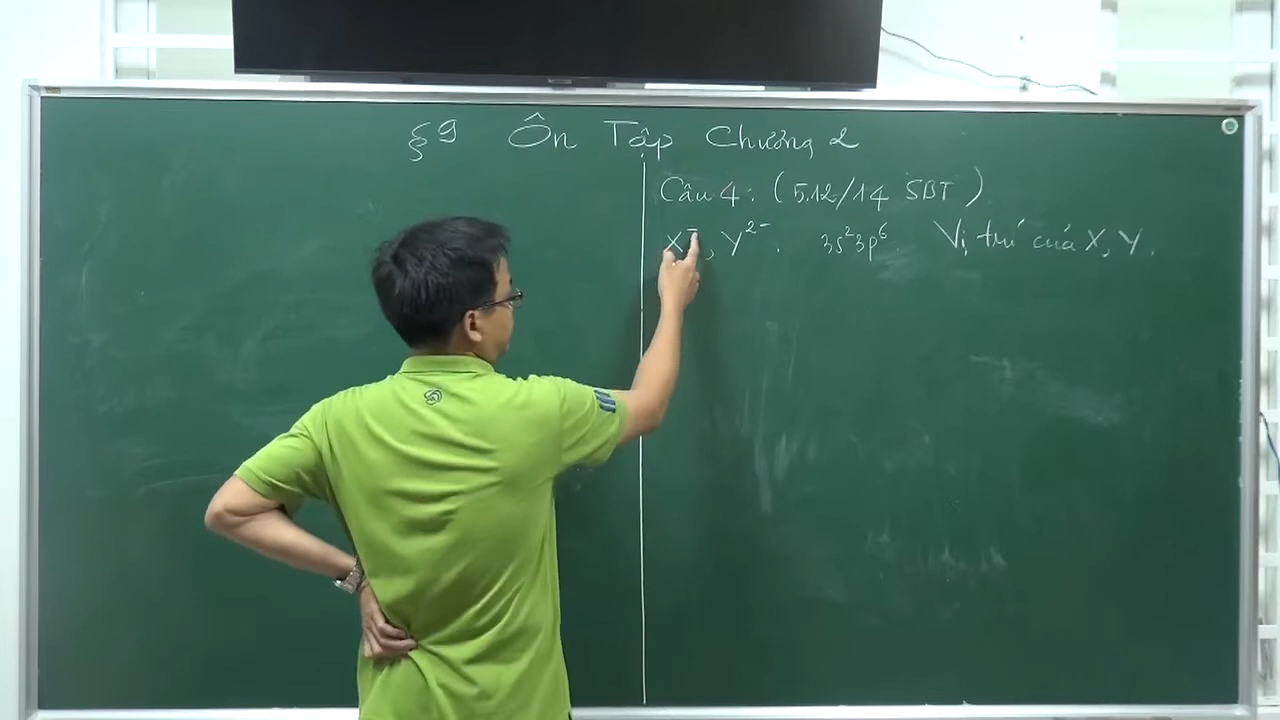 §9 Ôn Tập Chương 2
Câu 4: (5.12/14 SBT)
X⁻, Y²⁻. 3s²3p⁶. Vị trí của X, Y.